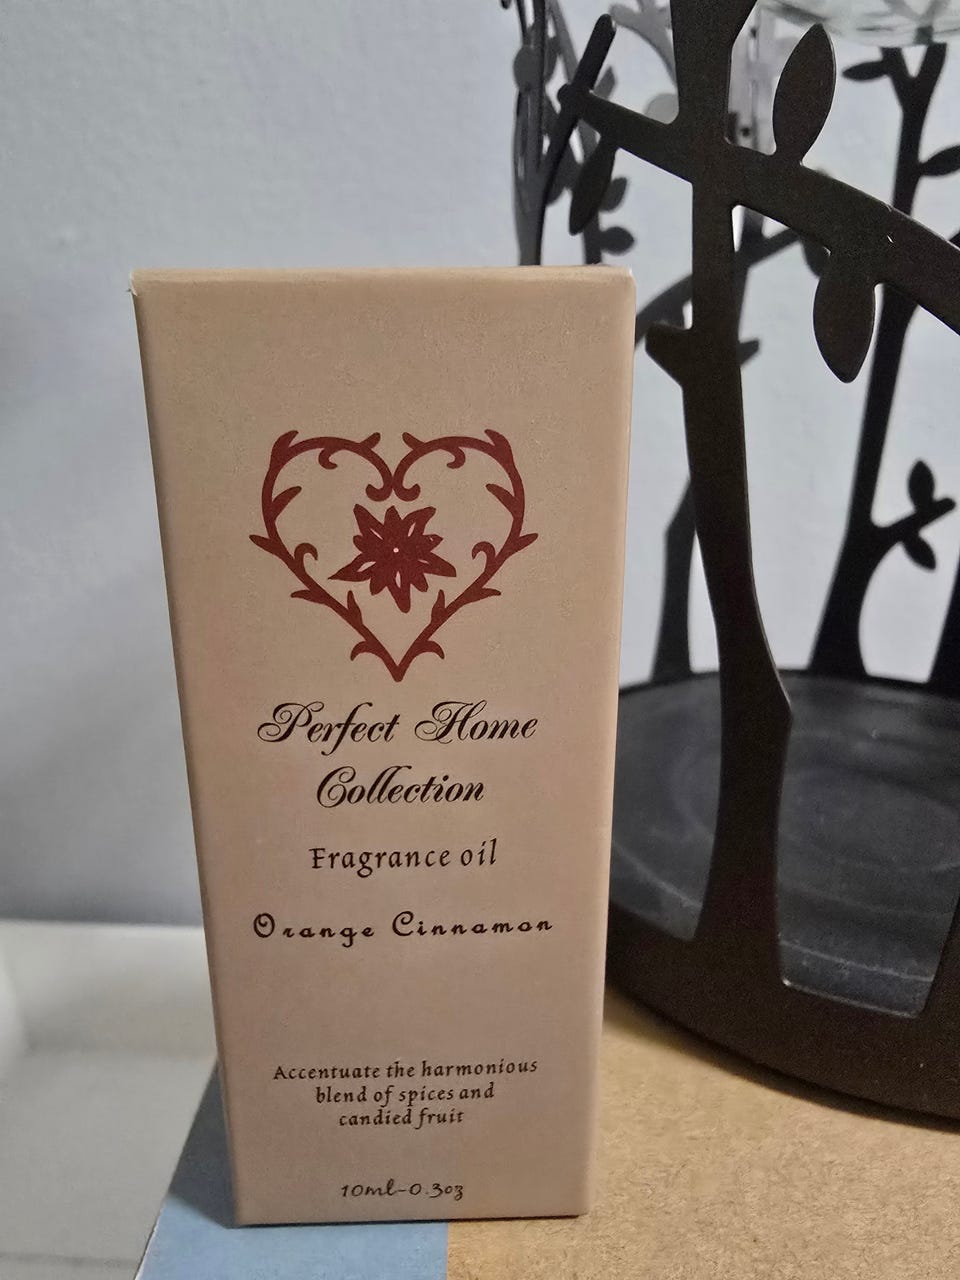 Perfect Home
Collection
Fragrance oil
Orange Cinnamon
Accentuate the harmonious
blend of spices and
candied fruit
10ml-0.3oz